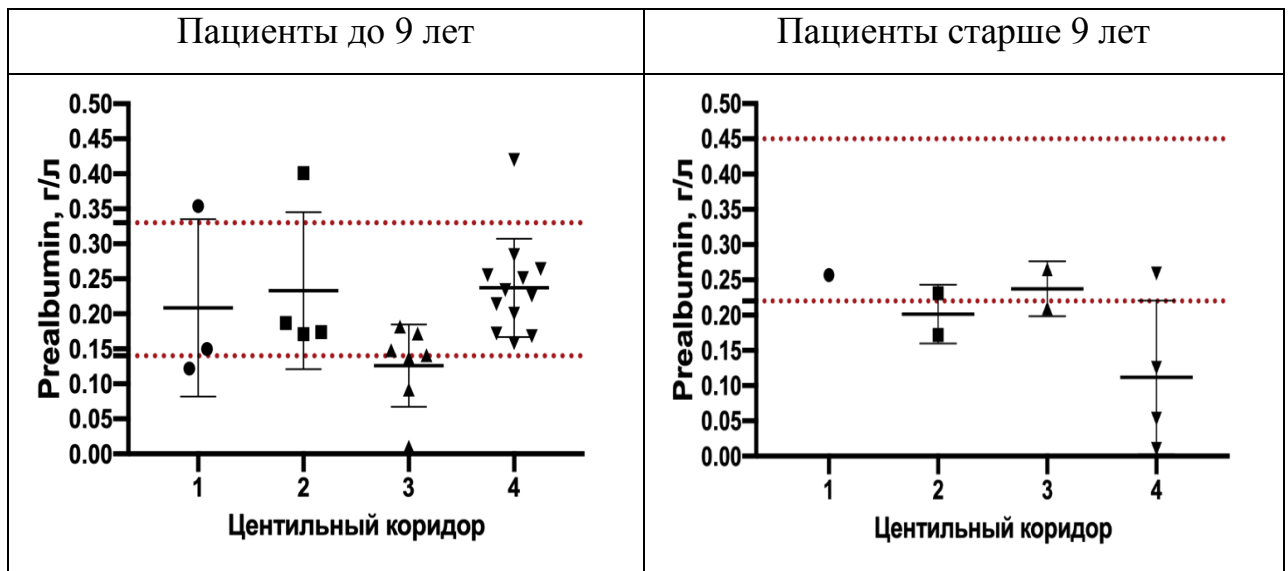 Пациенты до 9 лет
Пациенты старше 9 лет
Prealbumin, г/л
0.50
0.45
0.40
0.35
0.30
0.25
0.20
0.15
0.10
0.05
0.00
1 2 3 4
Центильный коридор
Prealbumin, г/л
0.50
0.45
0.40
0.35
0.30
0.25
0.20
0.15
0.10
0.05
0.00
1 2 3 4
Центильный коридор